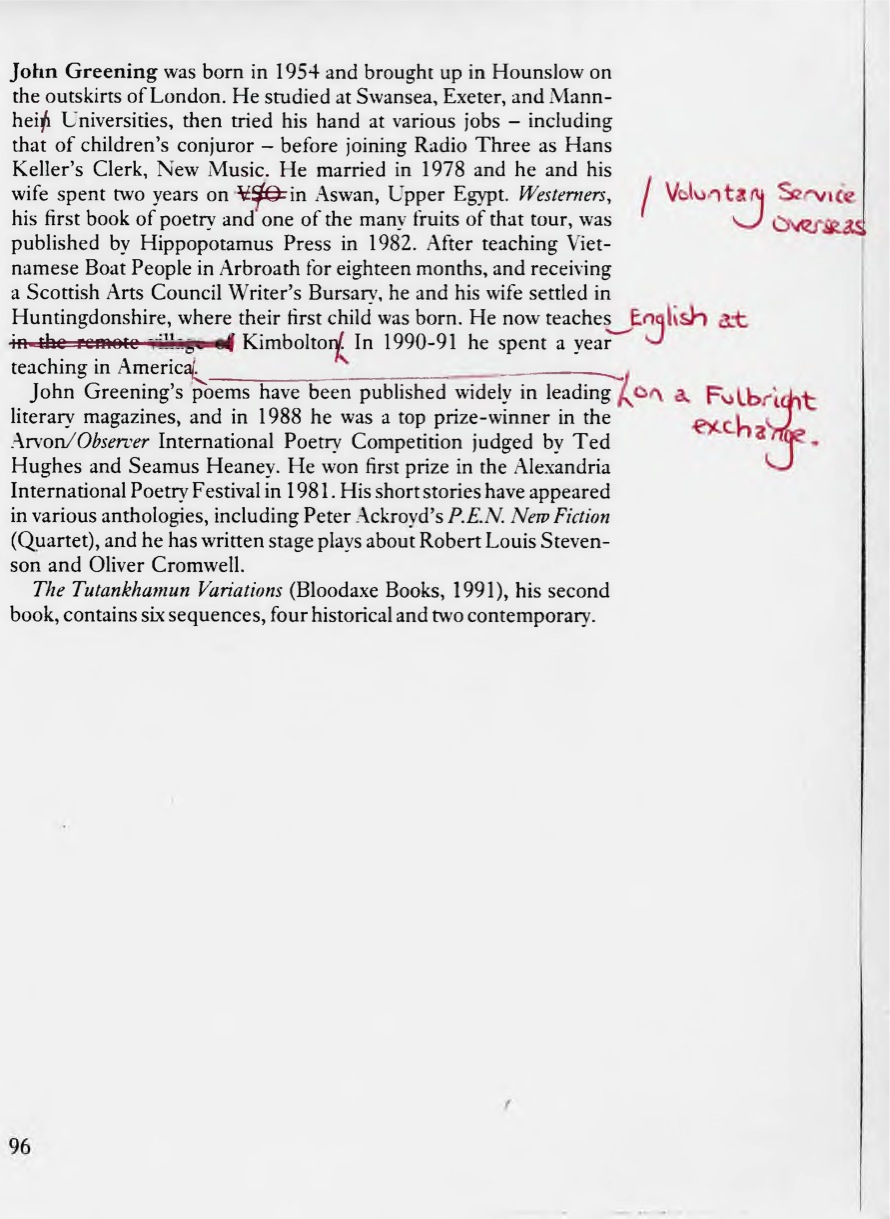 John Greening was born in 1954 and brought up in Hounslow on
the outskirts of London. He studied at Swansea, Exeter, and Mann-
hein Universities, then tried his hand at various jobs – including
that of children's conjuror – before joining Radio Three as Hans
Keller's Clerk, New Music. He married in 1978 and he and his
wife spent two years on VSO in Aswan, Upper Egypt. Westerners,
/ Voluntary Service
Overseas
his first book of poetry and one of the many fruits of that tour, was
published by Hippopotamus Press in 1982. After teaching Viet-
namese Boat People in Arbroath for eighteen months, and receiving
a Scottish Arts Council Writer's Bursary, he and his wife settled in
Huntingdonshire, where their first child was born. He now teaches
English at
in the remote village of Kimbolton. In 1990-91 he spent a year
teaching in America.
on a Fulbright
exchange.
John Greening's poems have been published widely in leading
literary magazines, and in 1988 he was a top prize-winner in the
Arvon/Observer International Poetry Competition judged by Ted
Hughes and Seamus Heaney. He won first prize in the Alexandria
International Poetry Festival in 1981. His short stories have appeared
in various anthologies, including Peter Ackroyd's P.E.N. New Fiction
(Quartet), and he has written stage plays about Robert Louis Steven-
son and Oliver Cromwell.
The Tutankhamun Variations (Bloodaxe Books, 1991), his second
book, contains six sequences, four historical and two contemporary.
96